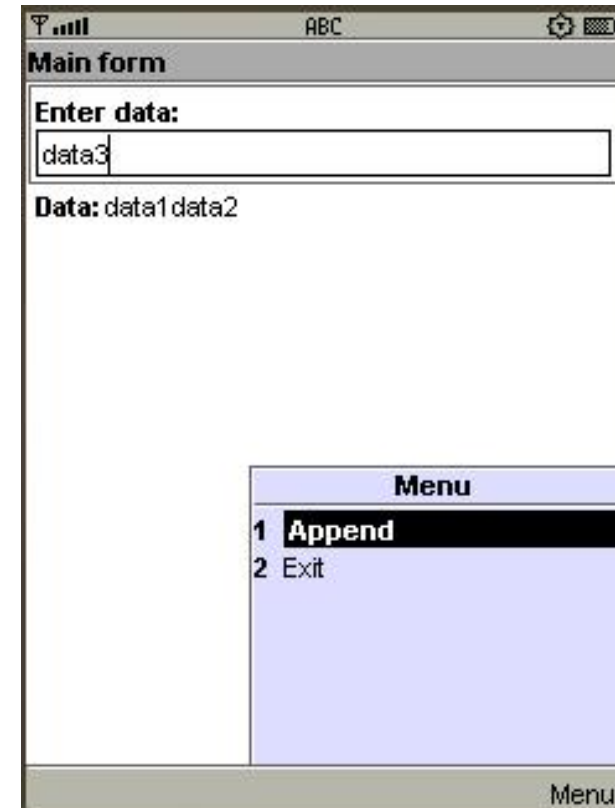 ABC
Main form
Enter data:
data3
Data: data1data2
Menu
1 Append
2 Exit
Menu